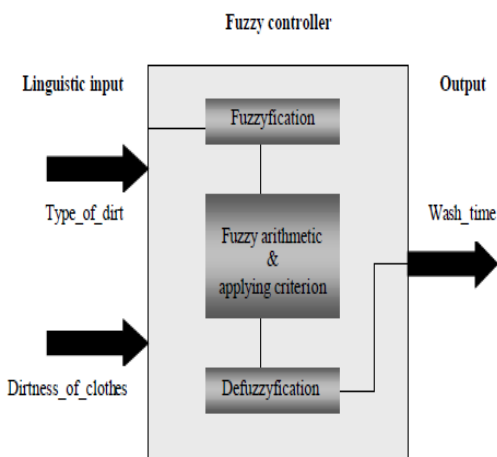 Fuzzy controller
Linguistic input
Output
Fuzzyfication
Type_of_dirt
Fuzzy arithmetic
&
applying criterion
Wash_time
Dirtness_of_clothes
Defuzzyfication